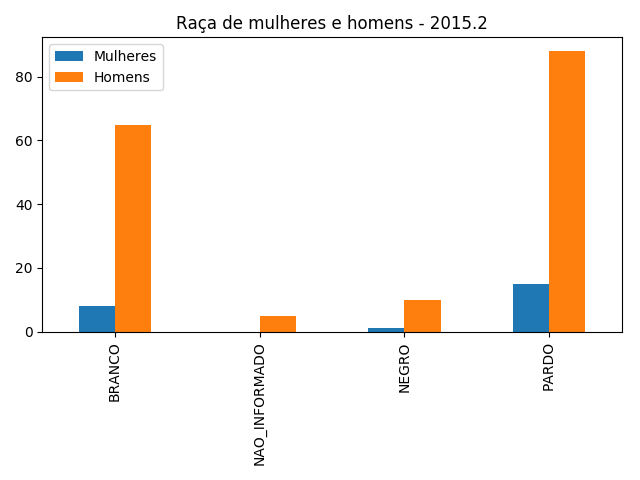 Raça de mulheres e homens - 2015.2
Mulheres
Homens
80
60
40
20
0
BRANCO
NAO_INFORMADO
NEGRO
PARDO